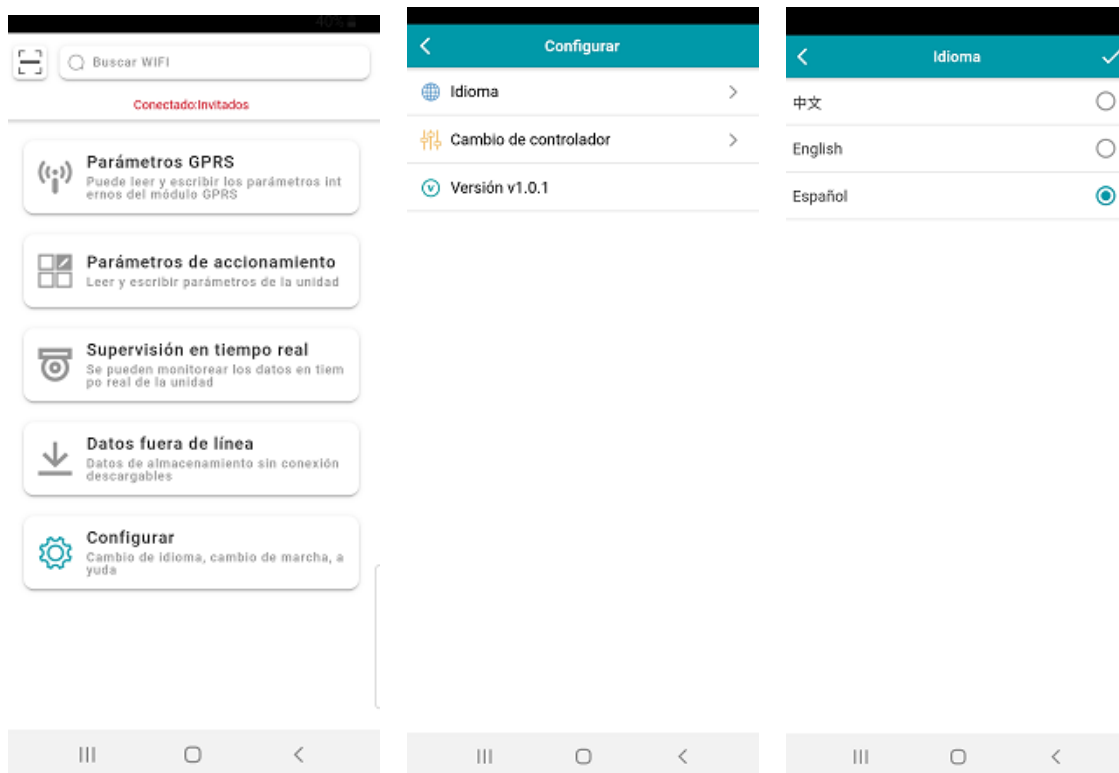 40%
Buscar WIFI
Conectado:Invitados
Parámetros GPRS
Puede leer y escribir los parámetros int
ernos del módulo GPRS
Parámetros de accionamiento
Leer y escribir parámetros de la unidad
Supervisión en tiempo real
Se pueden monitorear los datos en tiem
po real de la unidad
Datos fuera de línea
Datos de almacenamiento sin conexión
descargables
Configurar
Cambio de idioma, cambio de marcha, a
yuda
Configurar
Idioma
Cambio de controlador
Versión v1.0.1
Idioma
中文
English
Español